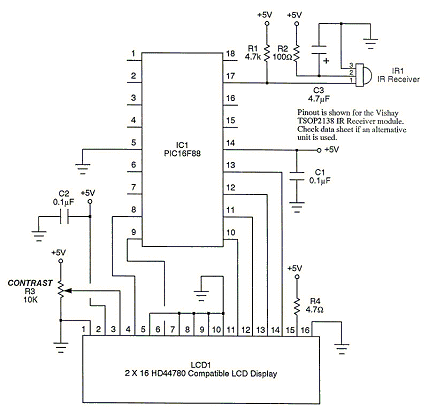 +5V
+5V
R1
4.7k
R2
100Ω
+
C3
4.7µF
3
2
1
IR1
IR Receiver
Pinout is shown for the Vishay
TSOP2138 IR Receiver module.
Check data sheet if an alternative
unit is used.
1
2
3
4
5
6
7
8
9
18
17
16
15
14
13
12
11
10
IC1
PIC16F88
+5V
C1
0.1µF
C2
0.1µF
+5V
+5V
CONTRAST
R3
10K
+5V
R4
4.7Ω
1 2 3 4 5 6 7 8 9 10 11 12 13 14 15 16
LCD1
2 X 16 HD44780 Compatible LCD Display